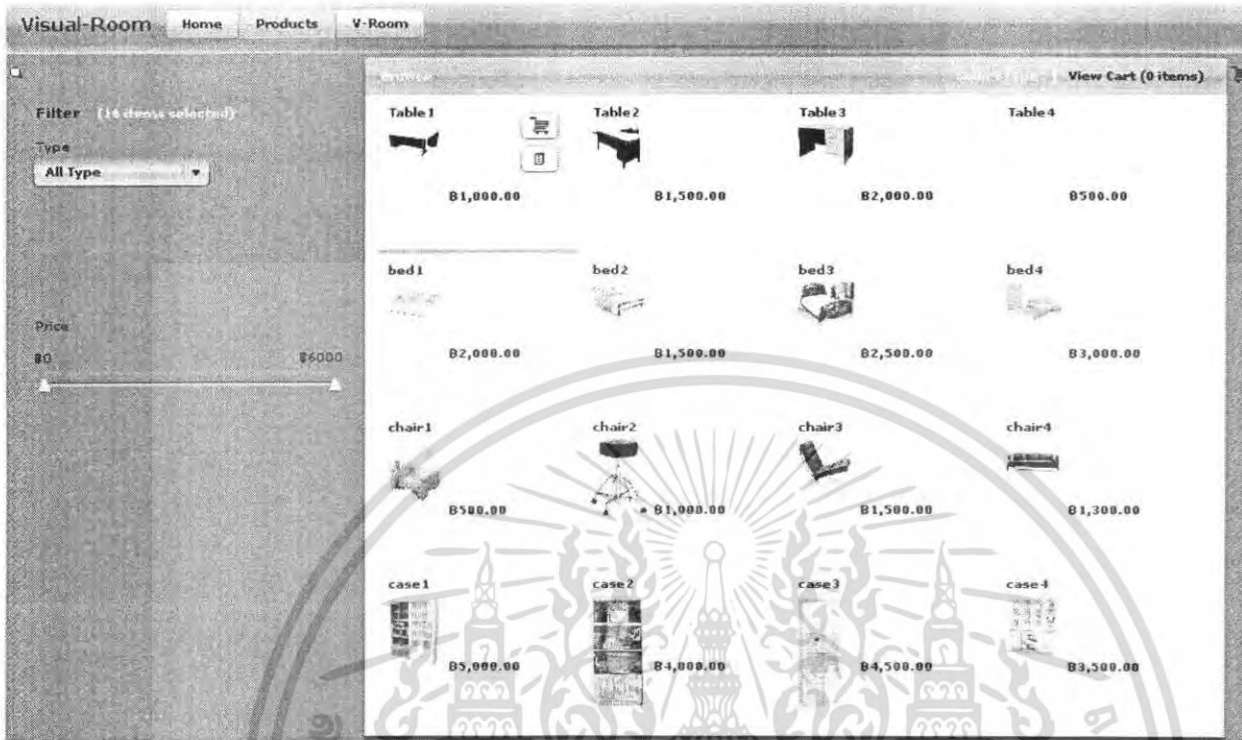 Visual-Room Home Products V-Room
View Cart (0 items)
Filter (16 items selected)
Type
All Type
Price
฿0 ฿6000
Table1 Table2 Table3 Table4
฿1,000.00 ฿1,500.00 ฿2,000.00 ฿500.00
bed1 bed2 bed3 bed4
฿2,000.00 ฿1,500.00 ฿2,500.00 ฿3,000.00
chair1 chair2 chair3 chair4
฿500.00 ฿1,000.00 ฿1,500.00 ฿1,300.00
case1 case2 case3 case4
฿5,000.00 ฿4,000.00 ฿4,500.00 ฿3,500.00